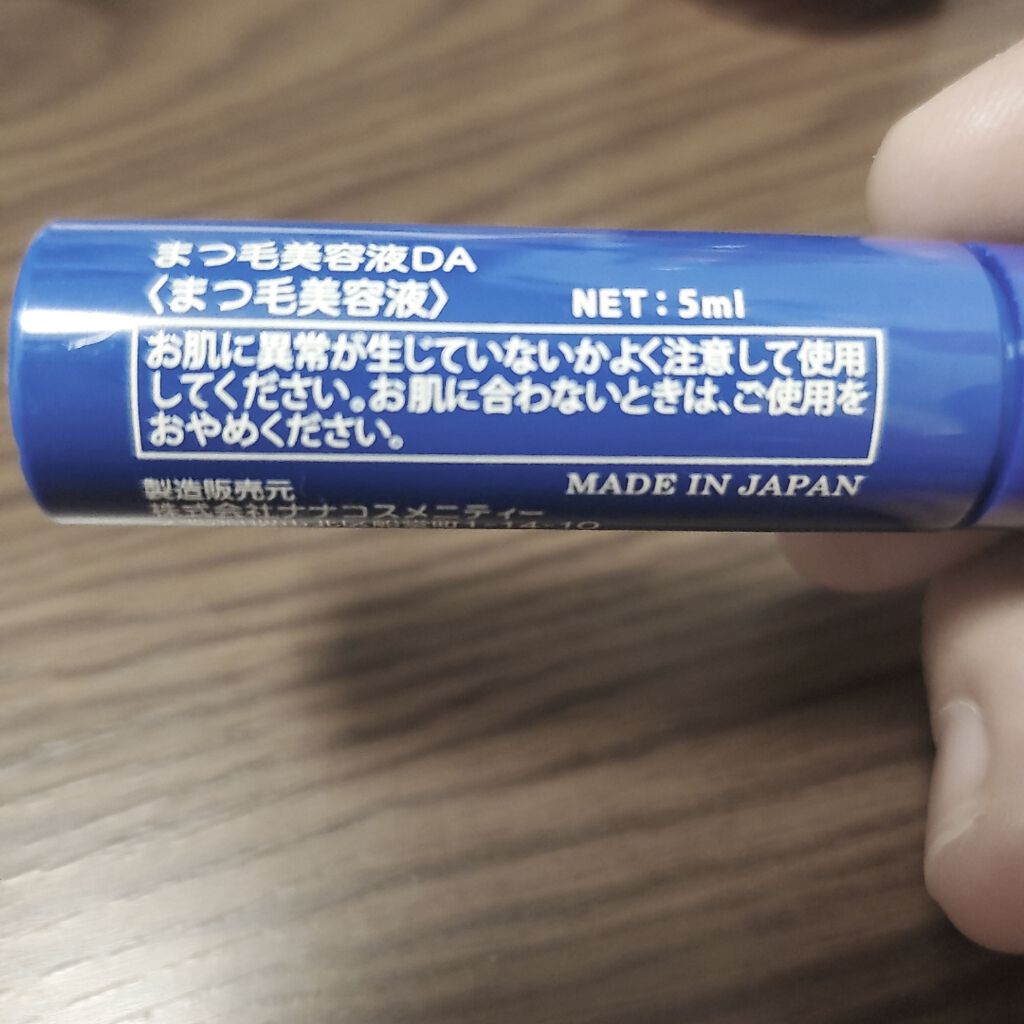 まつ毛美容液DA
〈まつ毛美容液〉
NET：5ml
お肌に異常が生じていないかよく注意して使用
してください。お肌に合わないときは、ご使用を
おやめください。
製造販売元
MADE IN JAPAN
株式会社ナナコスメニティー
1-14-10